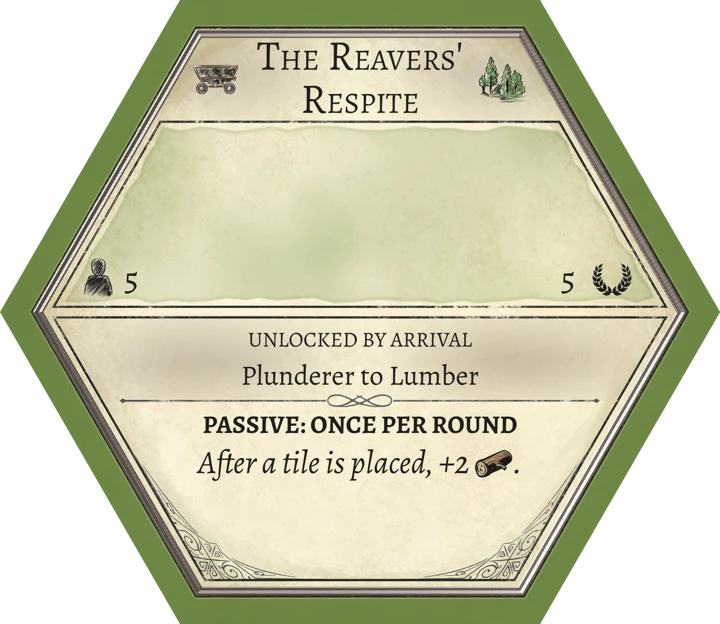 The Reavers'
Respite
5
5
UNLOCKED BY ARRIVAL
Plunderer to Lumber
PASSIVE: ONCE PER ROUND
After a tile is placed, +2 .